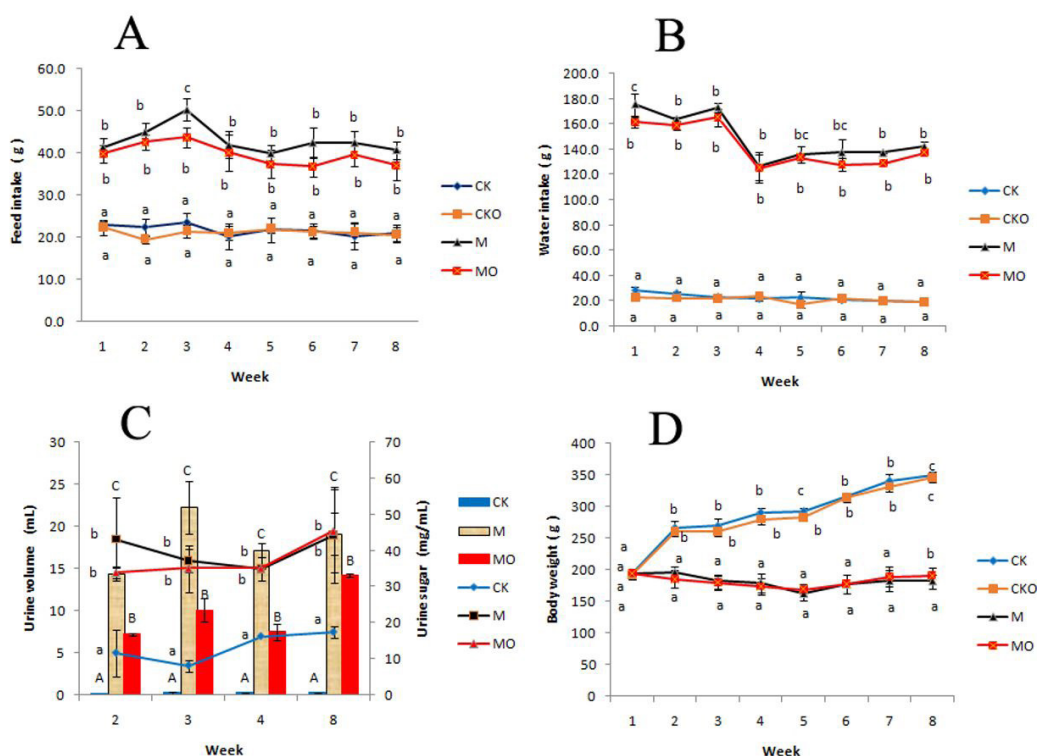 A
Feed intake (g)
60.0
50.0
40.0
30.0
20.0
10.0
0.0
b b c b b b b b
b b b b b b b b
a a a a a a a a
a a a a a a a a
1 2 3 4 5 6 7 8
Week
CK
CKO
M
MO
B
Water intake (g)
200.0
180.0
160.0
140.0
120.0
100.0
80.0
60.0
40.0
20.0
0.0
c b b b bc bc b b
b b b b b b b b
a a a a a a a a
a a a a a a a a
1 2 3 4 5 6 7 8
Week
CK
CKO
M
MO
C
Urine volume (mL)
30
25
20
15
10
5
0
C C C C
b b b b
b b b b
B B B B
a a a a
A A A A
2 3 4 8
Week
70
60
50
40
30
20
10
0
Urine sugar (mg/mL)
CK
M
MO
CK
M
MO
D
Body weight (g)
400
350
300
250
200
150
100
50
0
a b b b c b b c
a b b b b b b c
a a a a a a a b
a a a a a a a a
1 2 3 4 5 6 7 8
Week
CK
CKO
M
MO